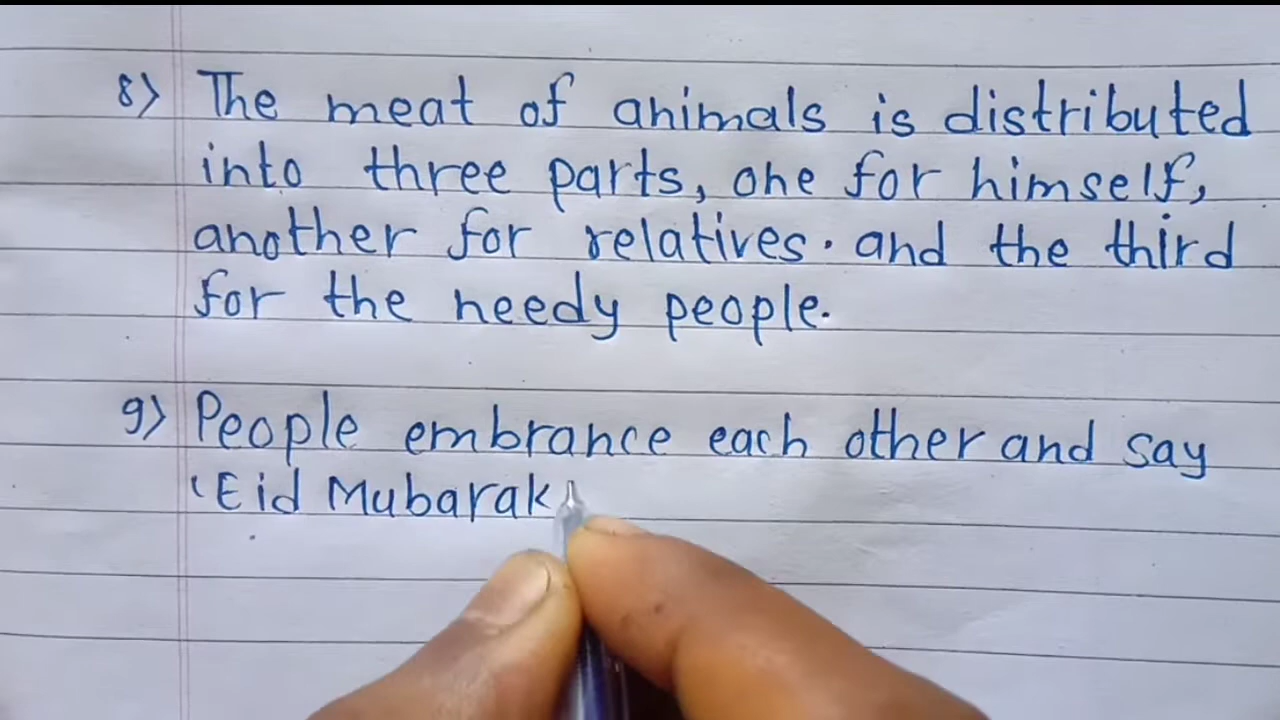 8) The meat of animals is distributed
into three parts, one for himself,
another for relatives. and the third
for the needy people.
9) People embrance each other and say
'Eid Mubarak